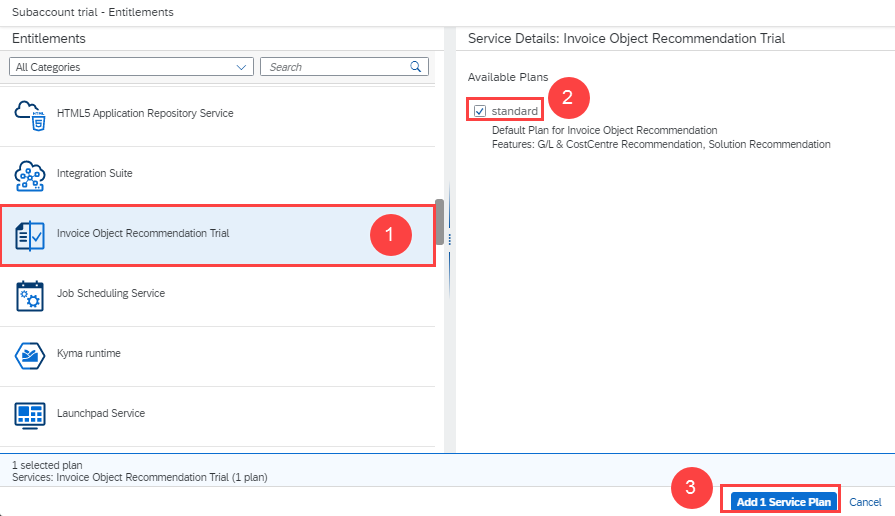 Subaccount trial - Entitlements
Entitlements
All Categories
Search
HTML5 Application Repository Service
HTML
5
Integration Suite
Invoice Object Recommendation Trial
1
Job Scheduling Service
Kyma runtime
Launchpad Service
Service Details: Invoice Object Recommendation Trial
Available Plans
2
standard
Default Plan for Invoice Object Recommendation
Features: G/L & CostCentre Recommendation, Solution Recommendation
1 selected plan
Services: Invoice Object Recommendation Trial (1 plan)
3
Add 1 Service Plan
Cancel